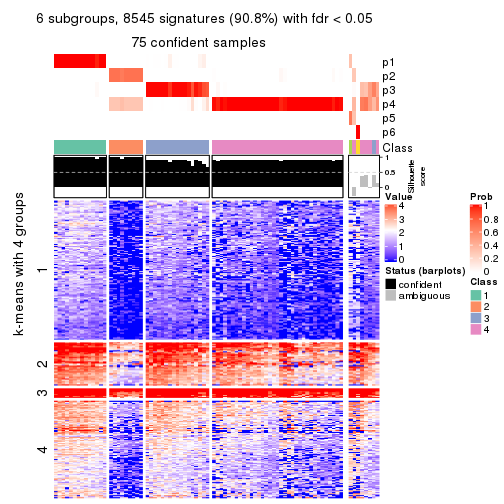 6 subgroups, 8545 signatures (90.8%) with fdr < 0.05
75 confident samples
p1
p2
p3
p4
p5
p6
Class
1
0.5
0
Silhouette
score
k-means with 4 groups
1
2
3
4
Value
4
3
2
1
0
Status (barplots)
confident
ambiguous
Prob
1
0.8
0.6
0.4
0.2
0
Class
1
2
3
4